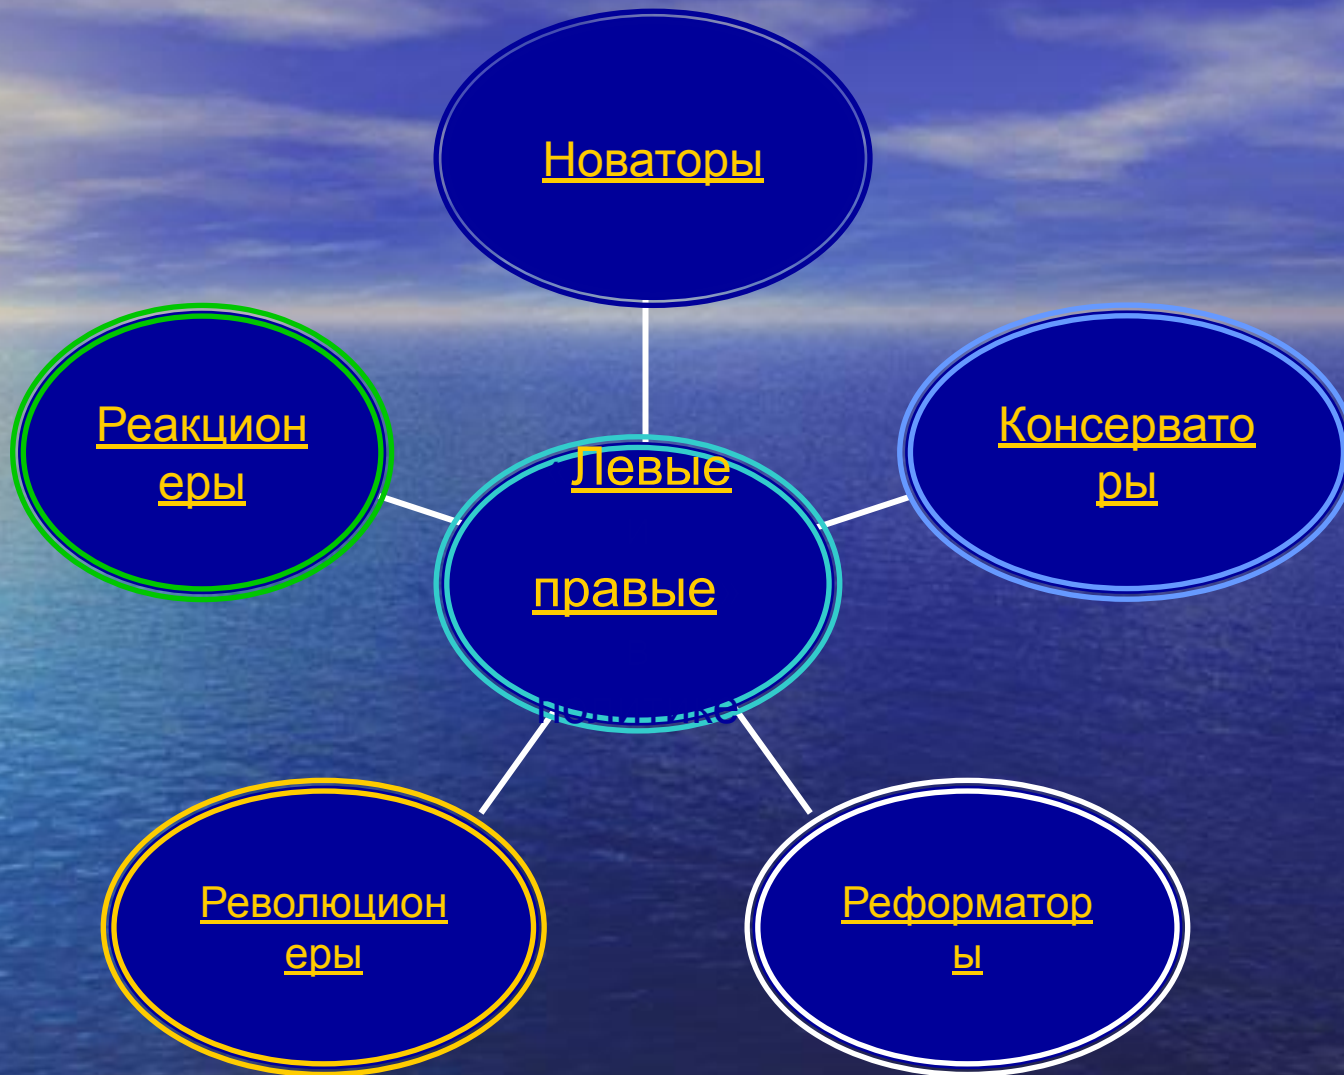 Новаторы
Реакцион
еры
Консервато
ры
Левые
правые
Революцион
еры
Реформатор
ы